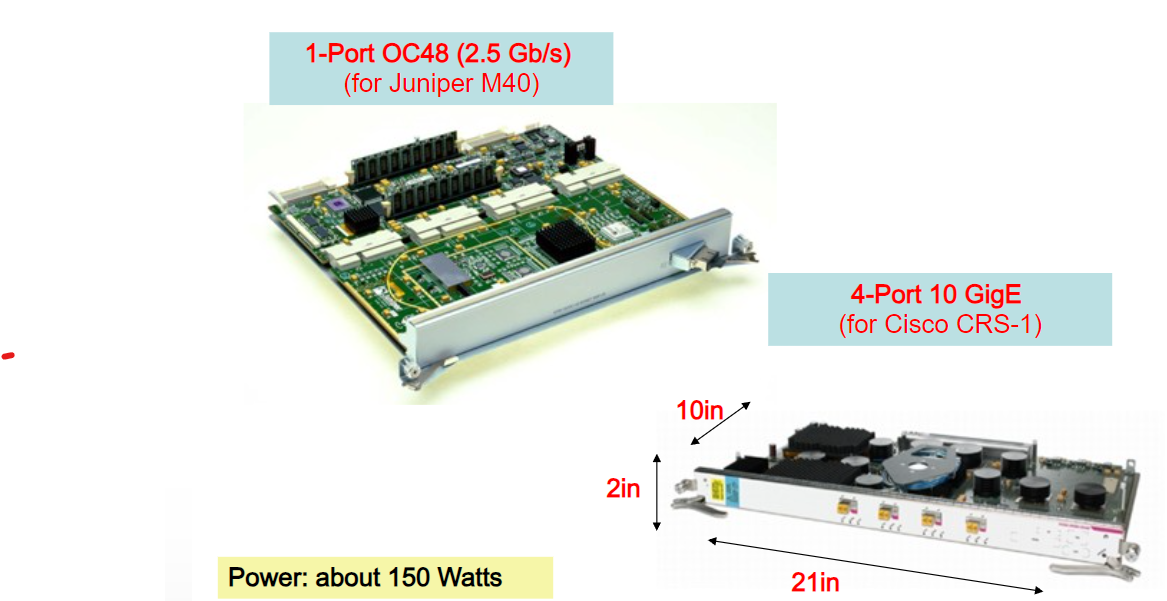 1-Port OC48 (2.5 Gb/s)
(for Juniper M40)
4-Port 10 GigE
(for Cisco CRS-1)
10in
2in
21in
Power: about 150 Watts